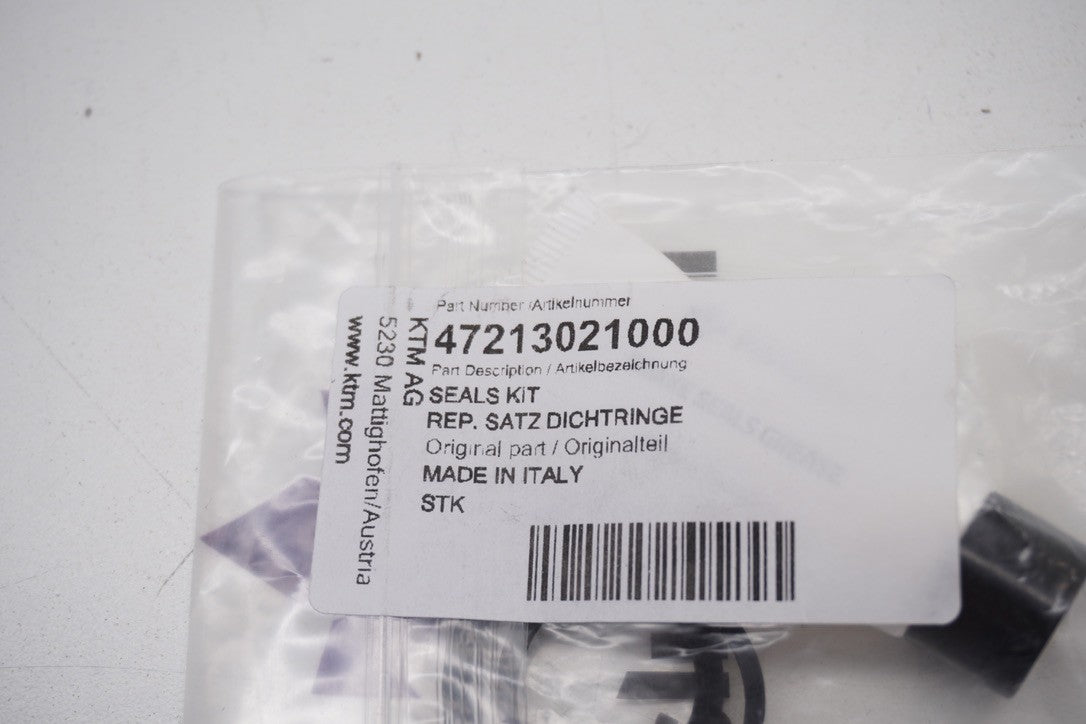 Part Number /Artikelnummer
47213021000
Part Description / Artikelbezeichnung
SEALS KIT
REP. SATZ DICHTRINGE
Original part / Originalteil
MADE IN ITALY
STK
KTM AG
5230 Mattighofen/Austria
www.ktm.com